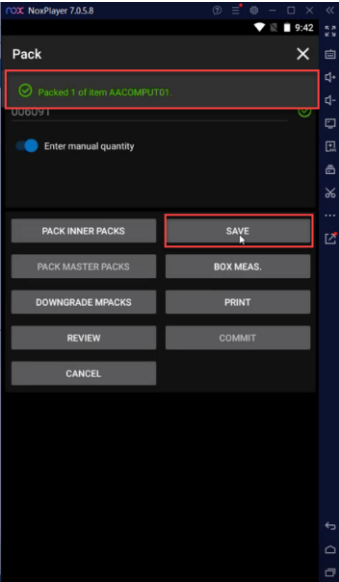 nox NoxPlayer 7.0.5.8
9:42
Pack
Packed 1 of item AACOMPUT01.
006091
Enter manual quantity
PACK INNER PACKS
SAVE
PACK MASTER PACKS
BOX MEAS.
DOWNGRADE MPACKS
PRINT
REVIEW
COMMIT
CANCEL